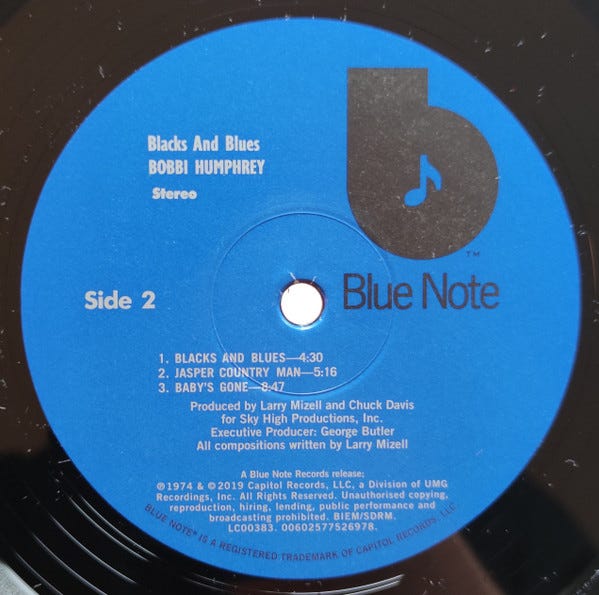 Blacks And Blues
BOBBI HUMPHREY
Stereo
b
TM
Blue Note
Side 2
1. BLACKS AND BLUES—4:30
2. JASPER COUNTRY MAN—5:16
3. BABY'S GONE—8:47
Produced by Larry Mizell and Chuck Davis
for Sky High Productions, Inc.
Executive Producer: George Butler
All compositions written by Larry Mizell
A Blue Note Records release;
℗1974 & ©2019 Capitol Records, LLC, a Division of UMG
Recordings, Inc. All Rights Reserved. Unauthorised copying,
reproduction, hiring, lending, public performance and
broadcasting prohibited. BIEM/SDRM.
LC00383. 00602577526978.
BLUE NOTE® IS A REGISTERED TRADEMARK OF CAPITOL RECORDS, LLC